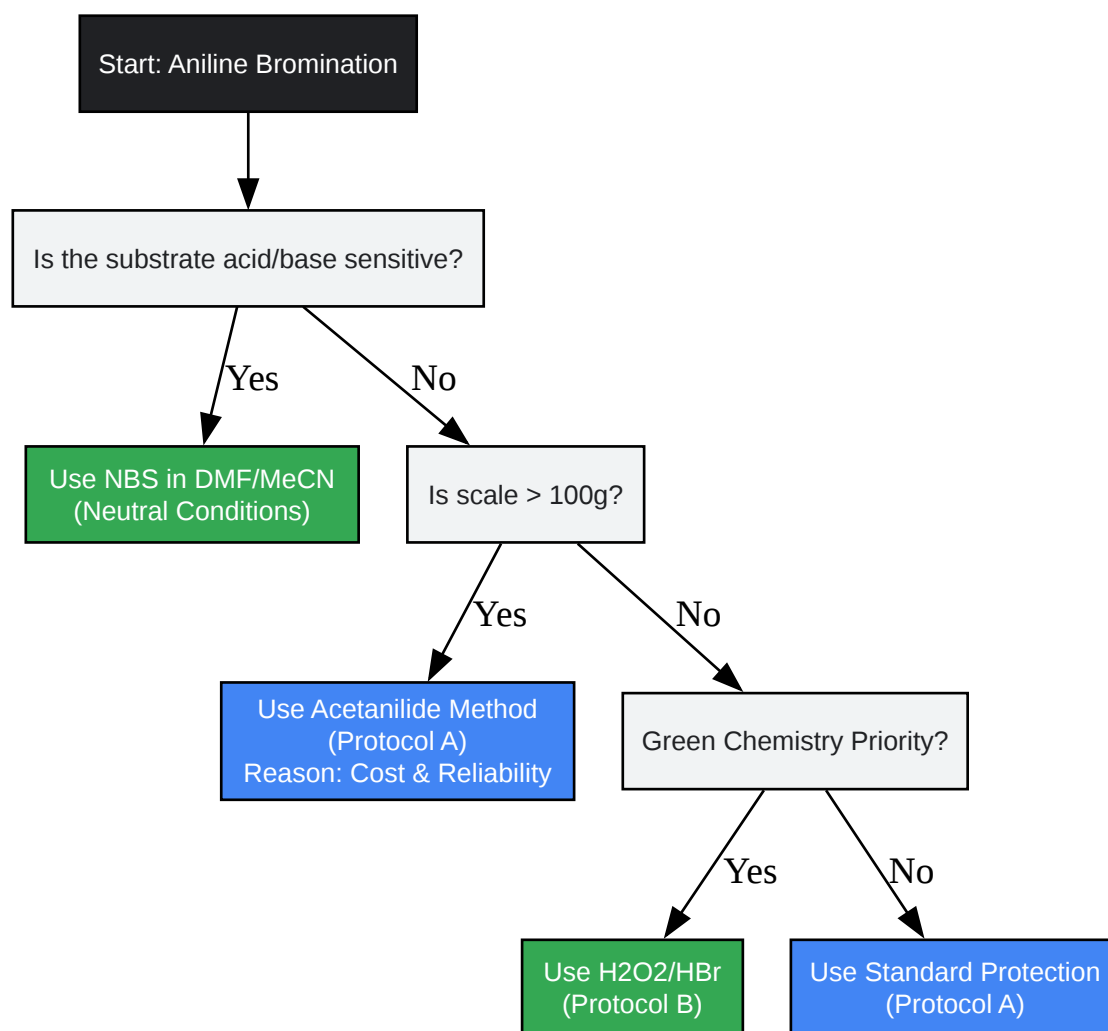 Start: Aniline Bromination
Is the substrate acid/base sensitive?
Yes
No
Use NBS in DMF/MeCN
(Neutral Conditions)
Is scale > 100g?
Yes
No
Use Acetanilide Method
(Protocol A)
Reason: Cost & Reliability
Green Chemistry Priority?
Yes
No
Use H2O2/HBr
(Protocol B)
Use Standard Protection
(Protocol A)